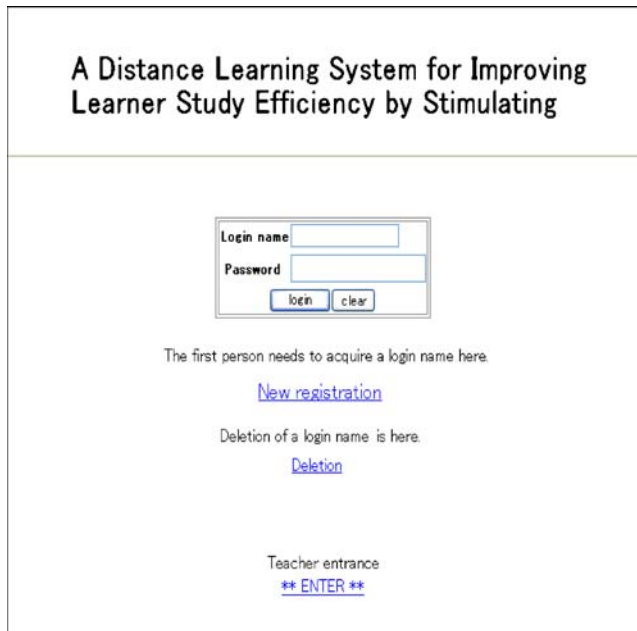 A Distance Learning System for Improving
Learner Study Efficiency by Stimulating
Login name
Password
login clear
The first person needs to acquire a login name here.
New registration
Deletion of a login name is here.
Deletion
Teacher entrance
** ENTER **